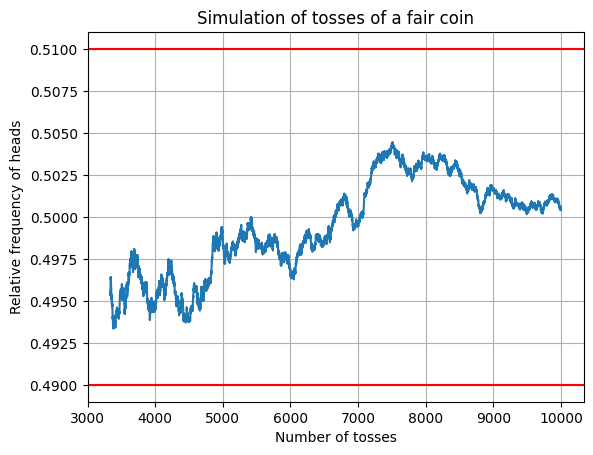 Simulation of tosses of a fair coin
Relative frequency of heads
0.5100
0.5075
0.5050
0.5025
0.5000
0.4975
0.4950
0.4925
0.4900
3000 4000 5000 6000 7000 8000 9000 10000
Number of tosses